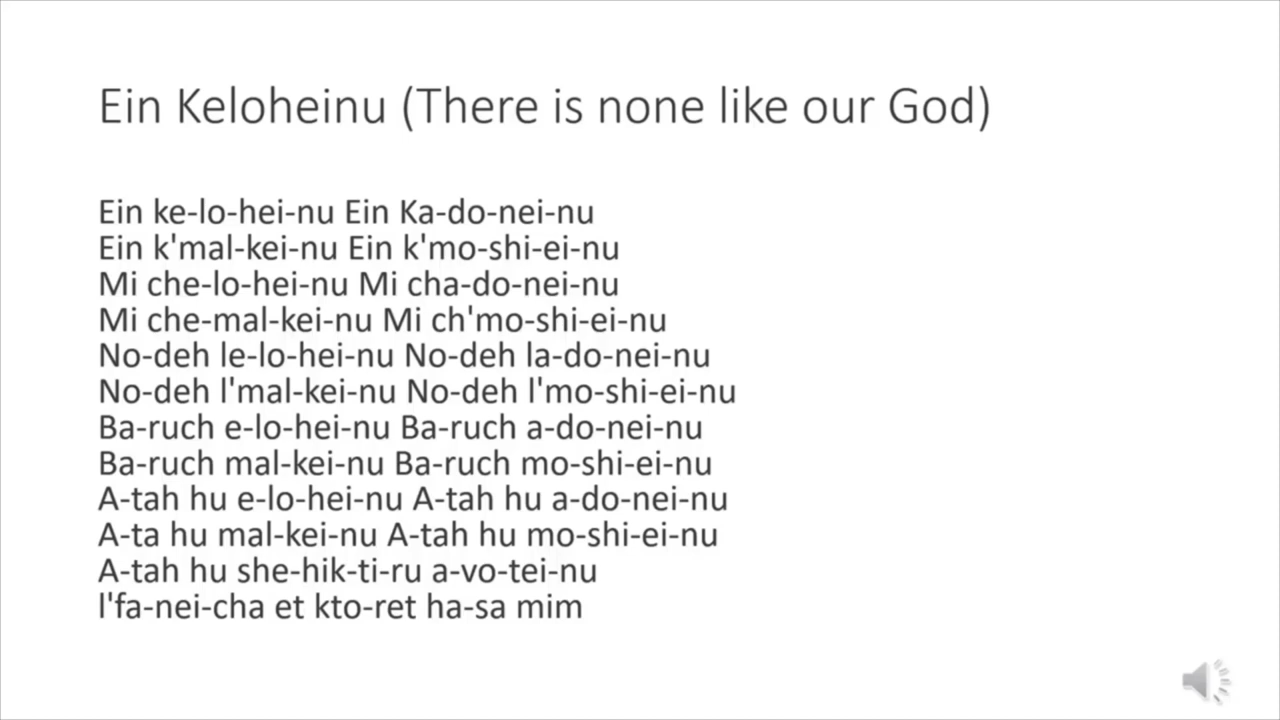 Ein Keloheinu (There is none like our God)
Ein ke-lo-hei-nu Ein Ka-do-nei-nu
Ein k'mal-kei-nu Ein k'mo-shi-ei-nu
Mi che-lo-hei-nu Mi cha-do-nei-nu
Mi che-mal-kei-nu Mi ch'mo-shi-ei-nu
No-deh le-lo-hei-nu No-deh la-do-nei-nu
No-deh l'mal-kei-nu No-deh l'mo-shi-ei-nu
Ba-ruch e-lo-hei-nu Ba-ruch a-do-nei-nu
Ba-ruch mal-kei-nu Ba-ruch mo-shi-ei-nu
A-tah hu e-lo-hei-nu A-tah hu a-do-nei-nu
A-ta hu mal-kei-nu A-tah hu mo-shi-ei-nu
A-tah hu she-hik-ti-ru a-vo-tei-nu
l'fa-nei-cha et kto-ret ha-sa mim